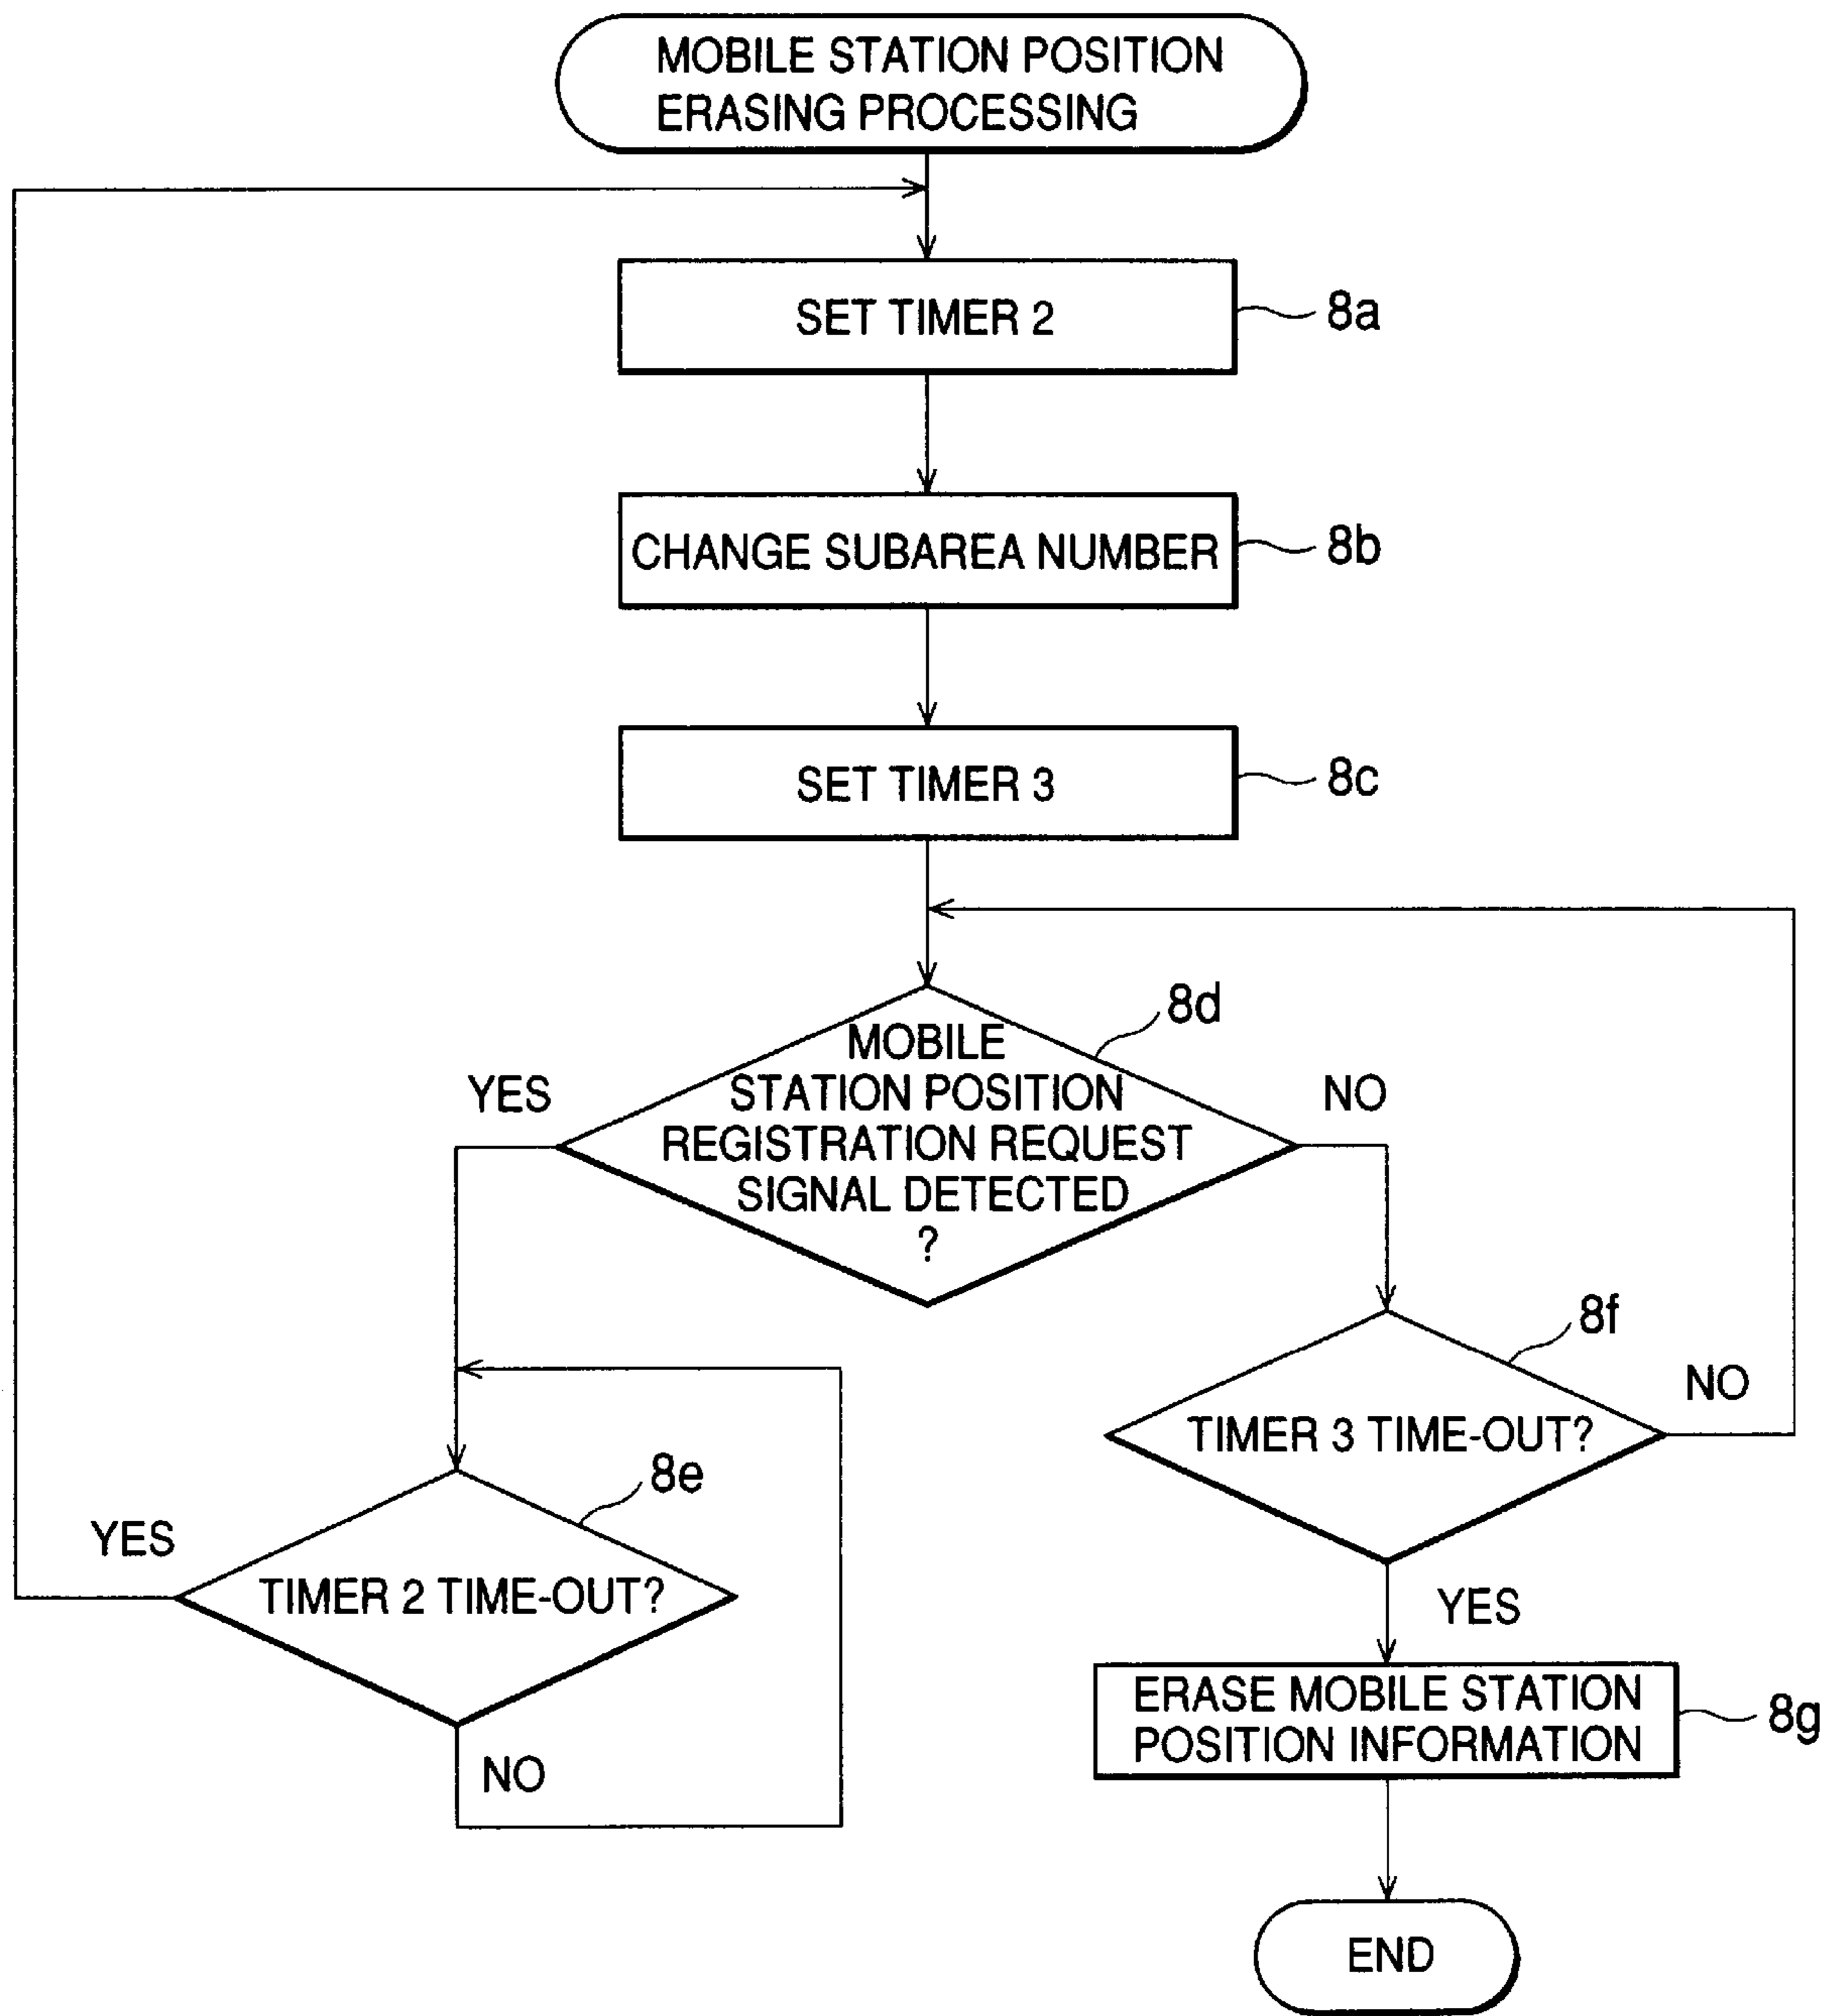 MOBILE STATION POSITION
ERASING PROCESSING
SET TIMER 2
8a
CHANGE SUBAREA NUMBER
8b
SET TIMER 3
8c
8d
MOBILE
STATION POSITION
REGISTRATION REQUEST
SIGNAL DETECTED
?
YES
NO
8f
TIMER 3 TIME-OUT?
NO
YES
8e
TIMER 2 TIME-OUT?
YES
NO
ERASE MOBILE STATION
POSITION INFORMATION
8g
END